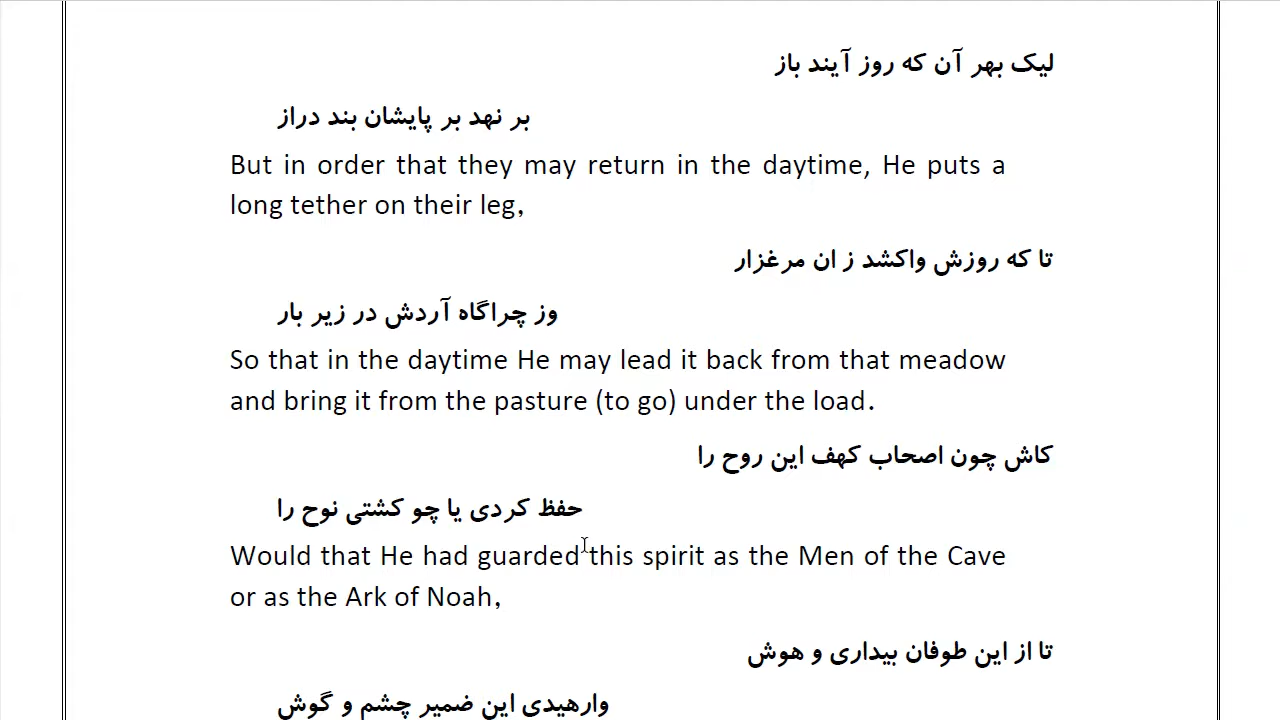 لیک بهر آن که روز آیند باز
بر نهد بر پایشان بند دراز
But in order that they may return in the daytime, He puts a
long tether on their leg,
تا که روزش واکشد ز ان مرغزار
وز چراگاه آردش در زیر بار
So that in the daytime He may lead it back from that meadow
and bring it from the pasture (to go) under the load.
کاش چون اصحاب کهف این روح را
حفظ کردی یا چو کشتی نوح را
Would that He had guarded this spirit as the Men of the Cave
or as the Ark of Noah,
تا از این طوفان بیداری و هوش
وارهیدی این ضمیر چشم و گوش